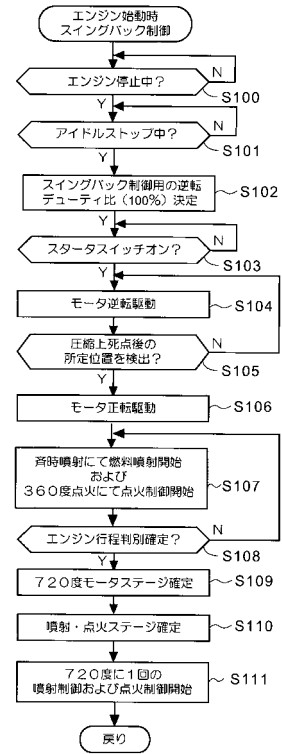 エンジン始動時
スイングバック制御
N
エンジン停止中？
S100
Y
N
アイドルストップ中？
S101
Y
スイングバック制御用の逆転
デューティ比（100％）決定
S102
Y
N
スタータスイッチオン？
S103
Y
モータ逆転駆動
S104
圧縮上死点後の
所定位置を検出？
N
S105
Y
モータ正転駆動
S106
斉時噴射にて燃料噴射開始
および
360度点火にて点火制御開始
S107
N
エンジン行程判別確定？
S108
Y
720度モータステージ確定
S109
噴射・点火ステージ確定
S110
720度に1回の
噴射制御および点火制御開始
S111
戻り